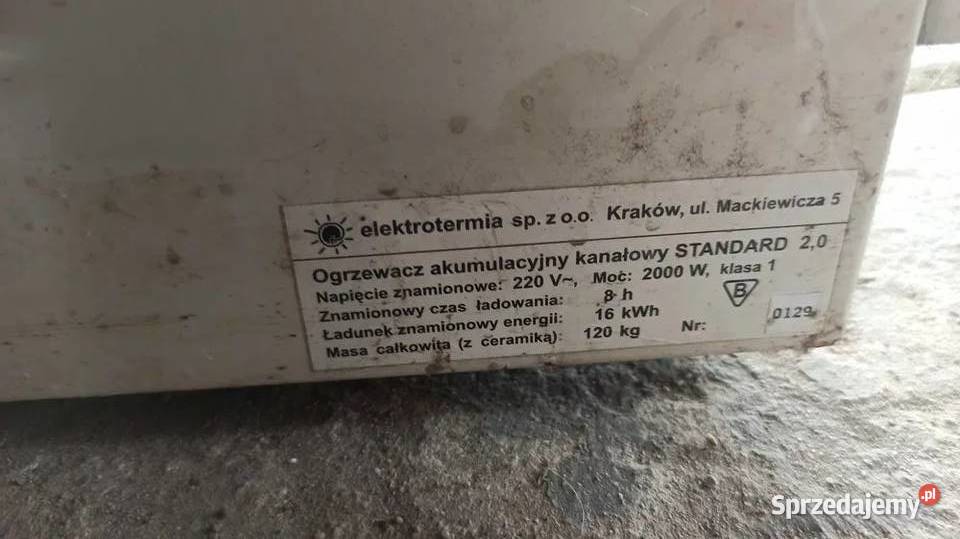 elektrotermia sp. z o.o. Kraków, ul. Mackiewicza 5
Ogrzewacz akumulacyjny kanałowy STANDARD 2,0
Napięcie znamionowe: 220 V~, Moc: 2000 W, klasa 1
Znamionowy czas ładowania: 8 h
Ładunek znamionowy energii: 16 kWh
Masa całkowita (z ceramiką): 120 kg Nr: 0129
B
Sprzedajemy.pl